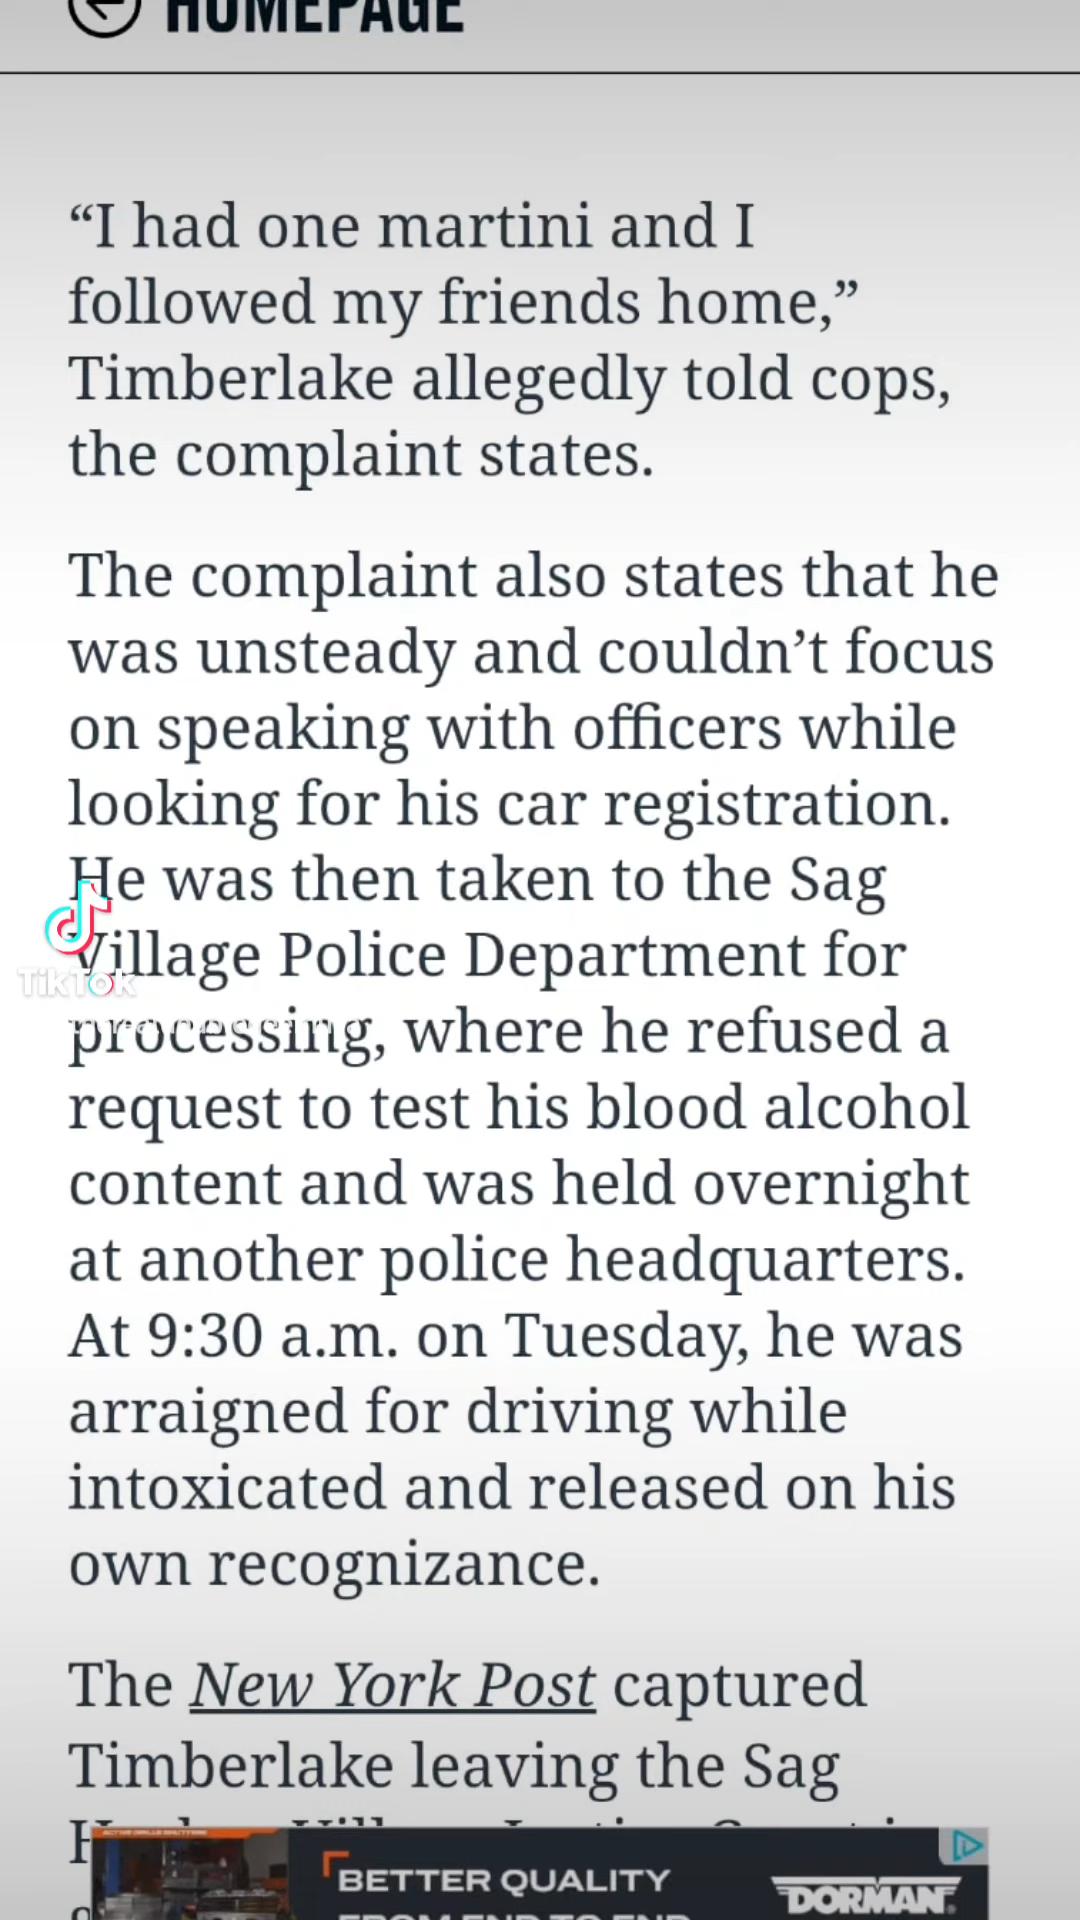 HOMEPAGE
“I had one martini and I
followed my friends home,”
Timberlake allegedly told cops,
the complaint states.
The complaint also states that he
was unsteady and couldn’t focus
on speaking with officers while
looking for his car registration.
He was then taken to the Sag
Village Police Department for
TikTok
processing, where he refused a
request to test his blood alcohol
content and was held overnight
at another police headquarters.
At 9:30 a.m. on Tuesday, he was
arraigned for driving while
intoxicated and released on his
own recognizance.
The New York Post captured
Timberlake leaving the Sag
BETTER QUALITY
FROM END TO END
DORMAN